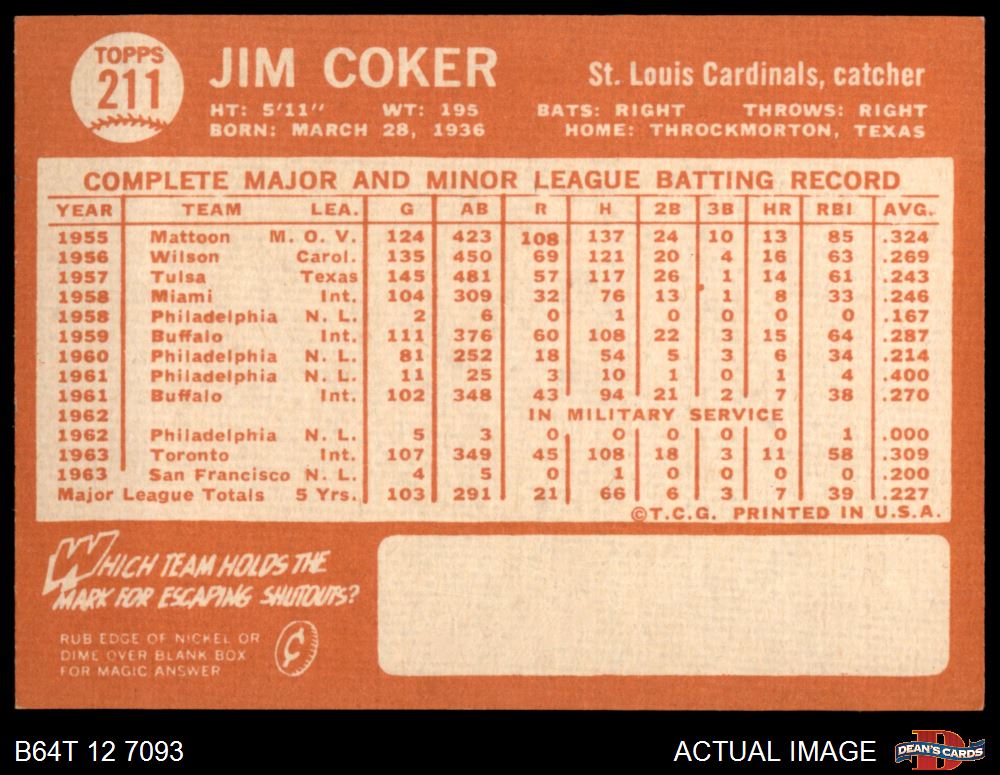 TOPPS
211
JIM COKER
St. Louis Cardinals, catcher
HT: 5'11" WT: 195 BATS: RIGHT THROWS: RIGHT
BORN: MARCH 28, 1936 HOME: THROCKMORTON, TEXAS
COMPLETE MAJOR AND MINOR LEAGUE BATTING RECORD
YEAR TEAM LEA. G AB R H 2B 3B HR RBI AVG.
1955 Mattoon M. O. V. 124 423 108 137 24 10 13 85 .324
1956 Wilson Carol. 135 450 69 121 20 4 16 63 .269
1957 Tulsa Texas 145 481 57 117 26 1 14 61 .243
1958 Miami Int. 104 309 32 76 13 1 8 33 .246
1958 Philadelphia N. L. 2 6 0 1 0 0 0 0 .167
1959 Buffalo Int. 111 376 60 108 22 3 15 64 .287
1960 Philadelphia N. L. 81 252 18 54 5 3 6 34 .214
1961 Philadelphia N. L. 11 25 3 10 1 0 1 4 .400
1961 Buffalo Int. 102 348 43 94 21 2 7 38 .270
1962 IN MILITARY SERVICE
1962 Philadelphia N. L. 5 3 0 0 0 0 0 1 .000
1963 Toronto Int. 107 349 45 108 18 3 11 58 .309
1963 San Francisco N. L. 4 5 0 1 0 0 0 0 .200
Major League Totals 5 Yrs. 103 291 21 66 6 3 7 39 .227
©T.C.G. PRINTED IN U.S.A.
WHICH TEAM HOLDS THE
MARK FOR ESCAPING SHUTOUTS?
RUB EDGE OF NICKEL OR
DIME OVER BLANK BOX
FOR MAGIC ANSWER
¢
B64T 12 7093
ACTUAL IMAGE
DEAN'S CARDS